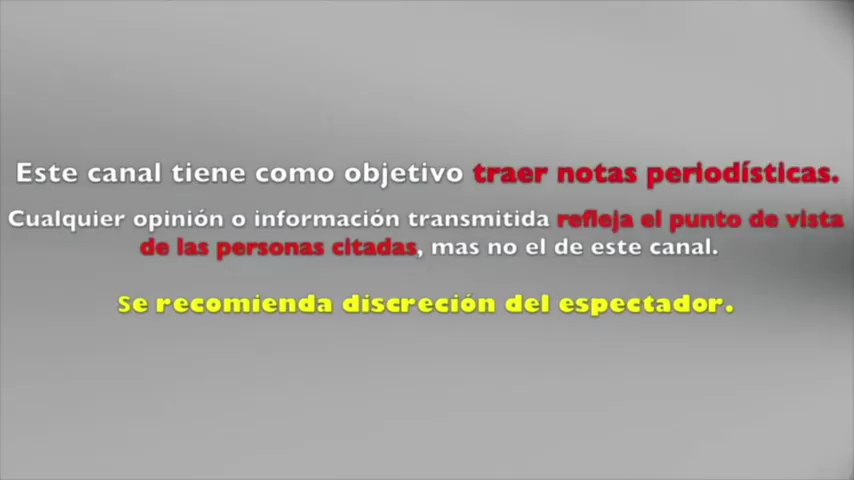 Este canal tiene como objetivo traer notas periodísticas.
Cualquier opinión o información transmitida refleja el punto de vista
de las personas citadas, mas no el de este canal.
Se recomienda discreción del espectador.